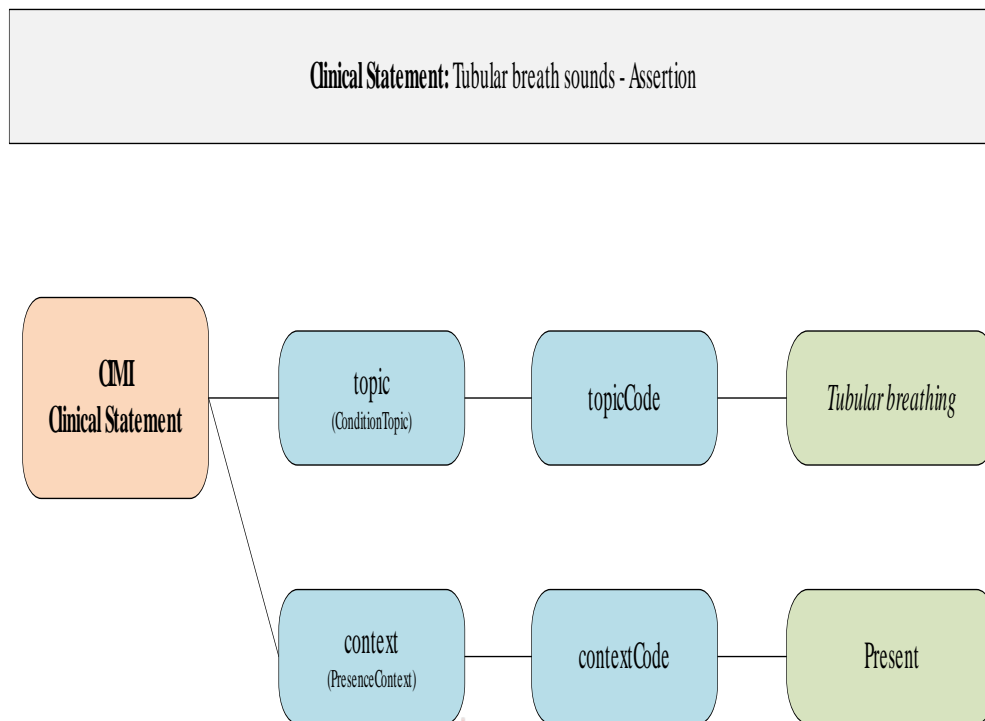 Clinical Statement: Tubular breath sounds - Assertion
CIMI
Clinical Statement
topic
(ConditionTopic)
topicCode
Tubular breathing
context
(PresenceContext)
contextCode
Present